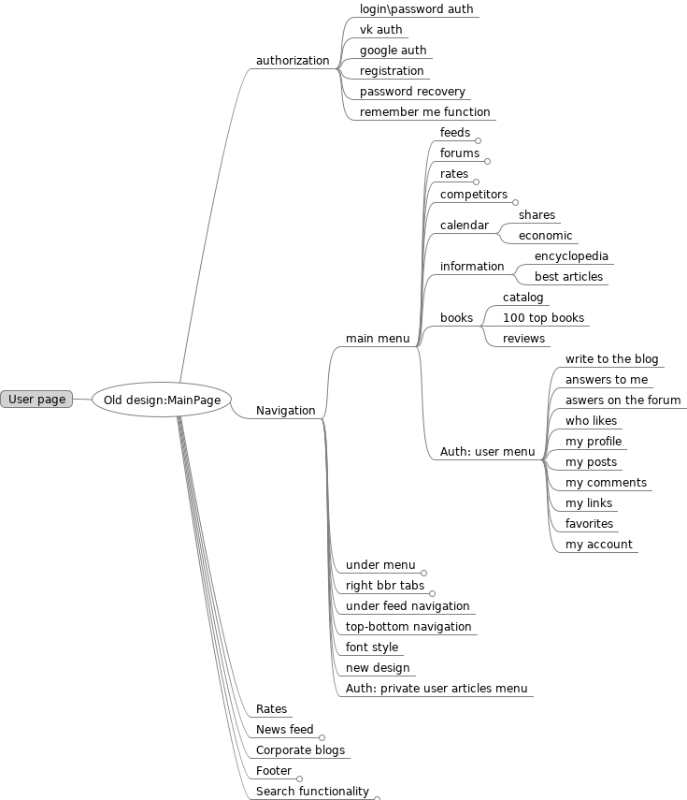 login\password auth
vk auth
google auth
authorization
registration
password recovery
remember me function
feeds
forums
rates
competitors
shares
calendar
economic
encyclopedia
information
best articles
catalog
books
100 top books
reviews
main menu
write to the blog
answers to me
aswers on the forum
who likes
my profile
Auth: user menu
my posts
my comments
my links
favorites
my account
User page
Old design:MainPage
Navigation
under menu
right bbr tabs
under feed navigation
top-bottom navigation
font style
new design
Auth: private user articles menu
Rates
News feed
Corporate blogs
Footer
Search functionality